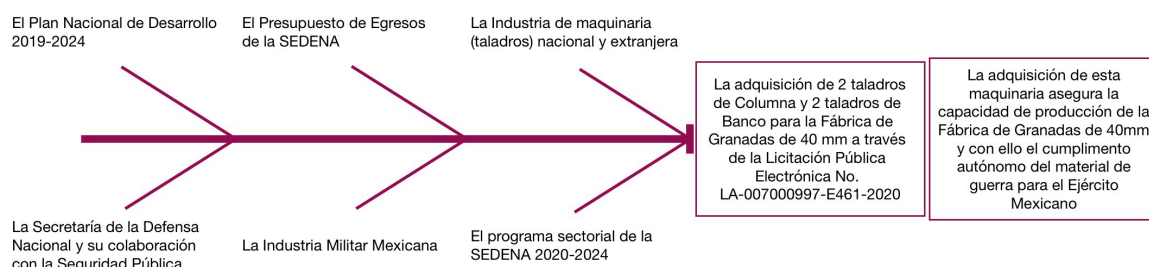 El Plan Nacional de Desarrollo
2019-2024
El Presupuesto de Egresos
de la SEDENA
La Industria de maquinaria
(taladros) nacional y extranjera
La adquisición de 2 taladros
de Columna y 2 taladros de
Banco para la Fábrica de
Granadas de 40 mm a través
de la Licitación Pública
Electrónica No.
LA-007000997-E461-2020
La adquisición de esta
maquinaria asegura la
capacidad de producción de la
Fábrica de Granadas de 40mm
y con ello el cumplimento
autónomo del material de
guerra para el Ejército
Mexicano
La Secretaría de la Defensa
Nacional y su colaboración
con la Seguridad Pública
La Industria Militar Mexicana
El programa sectorial de la
SEDENA 2020-2024